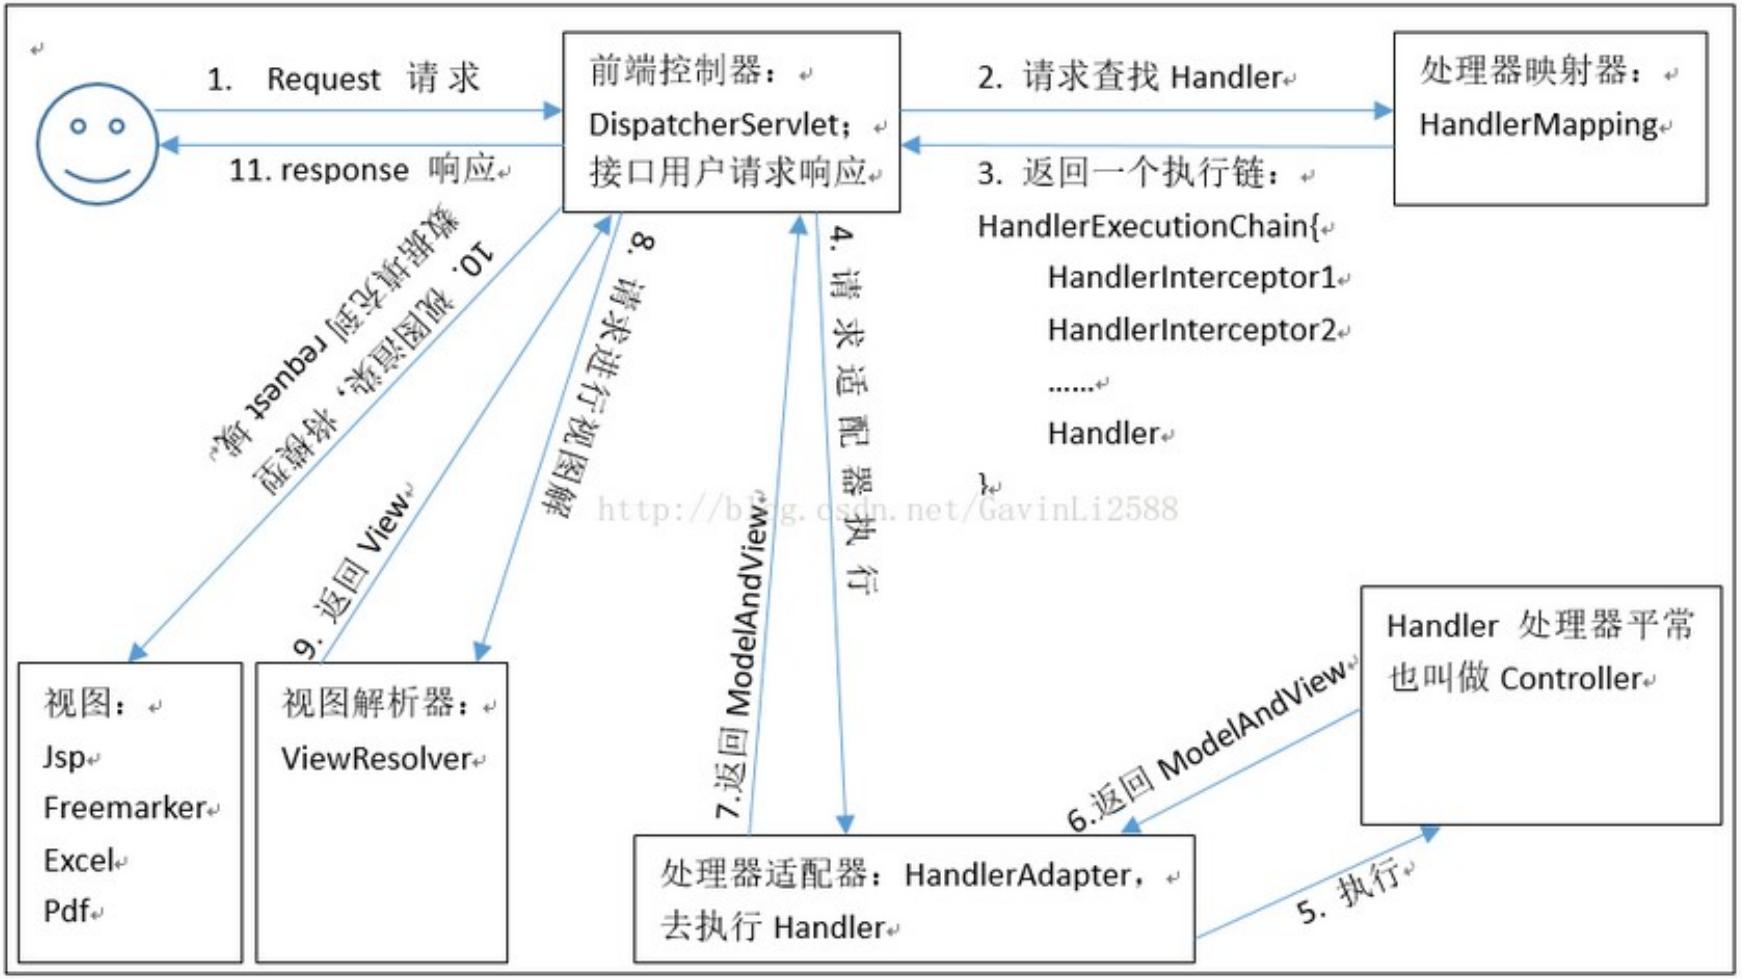 1. Request 请求
11. response 响应
前端控制器：
DispatcherServlet；
接口用户请求响应
2. 请求查找 Handler
3. 返回一个执行链：
HandlerExecutionChain{
HandlerInterceptor1
HandlerInterceptor2
......
Handler
}
处理器映射器：
HandlerMapping
4. 请求适配器执行
Handler 处理器平常
也叫做 Controller
5. 执行
6.返回 ModelAndView
处理器适配器：HandlerAdapter，
去执行 Handler
7.返回 ModelAndView
8. 请求进行视图解
9. 返回 View
视图解析器：
ViewResolver
10. 视图渲染，将模型
数据填充到 request 域
视图：
Jsp
Freemarker
Excel
Pdf
http://blog.csdn.net/GavinLi2588